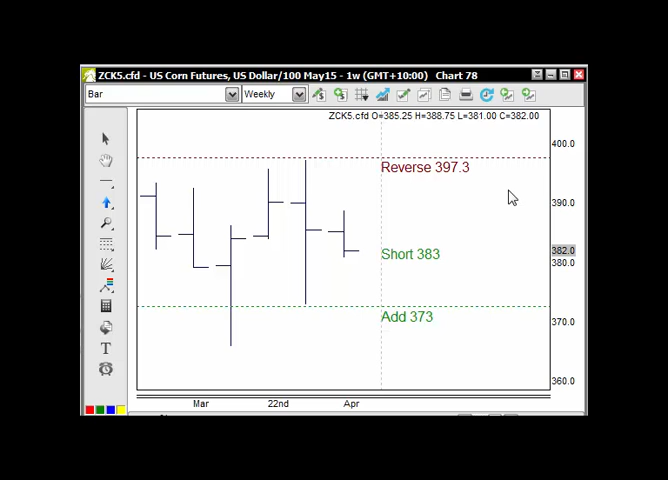 ZCK5.cfd - US Corn Futures, US Dollar/100 May15 - 1w (GMT+10:00) Chart 78
Bar Weekly
ZCK5.cfd O=385.25 H=388.75 L=381.00 C=382.00
400.0
Reverse 397.3
390.0
382.0
Short 383
380.0
Add 373
370.0
360.0
Mar 22nd Apr
T